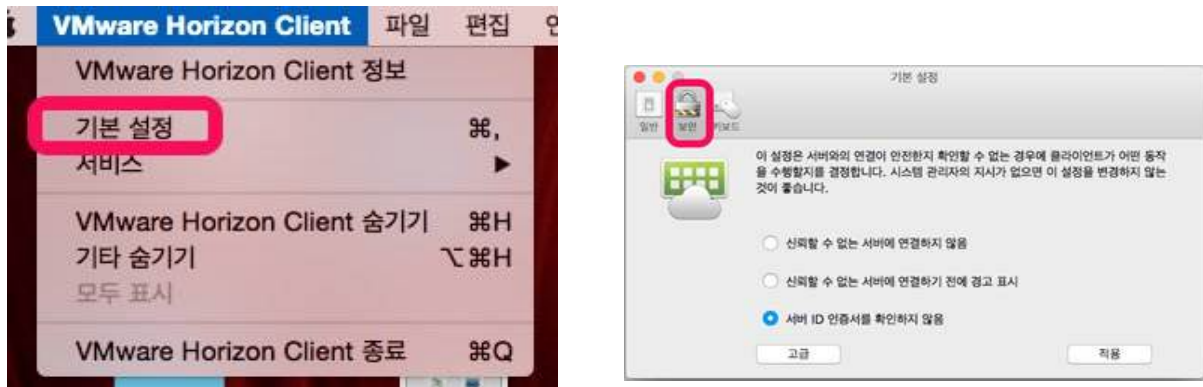 VMware Horizon Client 파일 편집
VMware Horizon Client 정보
기본 설정 ⌘,
서비스 ▶
VMware Horizon Client 숨기기 ⌘H
기타 숨기기 ⌥⌘H
모두 표시
VMware Horizon Client 종료 ⌘Q
기본 설정
일반 보안 키보드
이 설정은 서버와의 연결이 안전한지 확인할 수 없는 경우에 클라이언트가 어떤 동작
을 수행할지를 결정합니다. 시스템 관리자의 지시가 없으면 이 설정을 변경하지 않는
것이 좋습니다.
신뢰할 수 없는 서버에 연결하지 않음
신뢰할 수 없는 서버에 연결하기 전에 경고 표시
서버 ID 인증서를 확인하지 않음
고급 적용